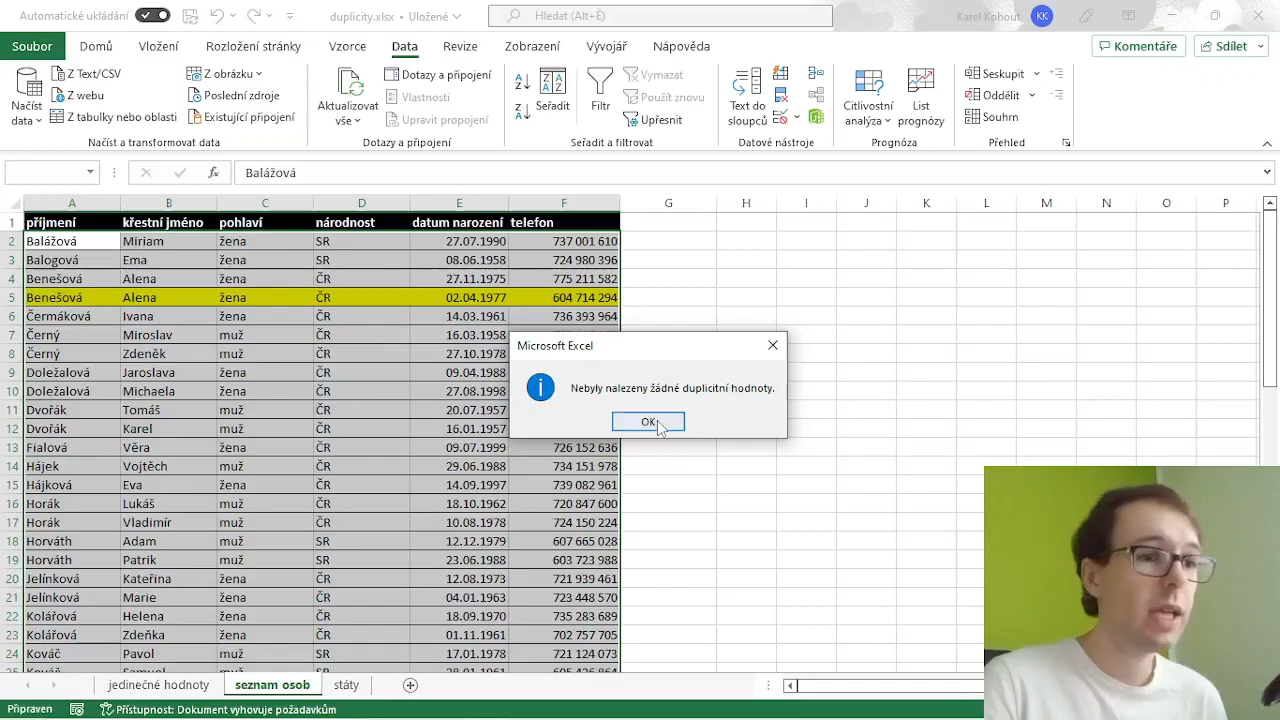 Automatické ukládání
duplicity.xlsx • Uložené
Hledat (Alt+Ě)
Karel Kohout KK
Soubor Domů Vložení Rozložení stránky Vzorce Data Revize Zobrazení Vývojář Nápověda
Komentáře Sdílet
Načíst data
Z Text/CSV
Z webu
Z tabulky nebo oblasti
Z obrázku
Poslední zdroje
Existující připojení
Aktualizovat vše
Dotazy a připojení
Vlastnosti
Upravit propojení
Seřadit
Filtr
Vymazat
Použít znovu
Upřesnit
Text do sloupců
Citlivostní analýza
List prognózy
Seskupit
Oddělit
Souhrn
Načíst a transformovat data Dotazy a připojení Seřadit a filtrovat Datové nástroje Prognóza Přehled
fx Balážová
A B C D E F G H I J K L M N O P
1 příjmení křestní jméno pohlaví národnost datum narození telefon
2 Balážová Miriam žena SR 27.07.1990 737 001 610
3 Balogová Ema žena SR 08.06.1958 724 980 396
4 Benešová Alena žena ČR 27.11.1975 775 211 582
5 Benešová Alena žena ČR 02.04.1977 604 714 294
6 Čermáková Ivana žena ČR 14.03.1961 736 393 964
7 Černý Miroslav muž ČR 16.03.1958
8 Černý Zdeněk muž ČR 27.10.1978
9 Doležalová Jaroslava žena ČR 09.04.1988
10 Doležalová Michaela žena ČR 27.08.1998
11 Dvořák Tomáš muž ČR 20.07.1957
12 Dvořák Karel muž ČR 16.01.1957
13 Fialová Věra žena ČR 09.07.1999 726 152 636
14 Hájek Vojtěch muž ČR 29.06.1988 734 151 978
15 Hájková Eva žena ČR 14.09.1997 739 082 961
16 Horák Lukáš muž ČR 18.10.1962 720 847 600
17 Horák Vladimír muž ČR 10.08.1978 724 150 224
18 Horváth Adam muž SR 12.12.1979 607 665 028
19 Horváth Patrik muž SR 23.06.1988 603 723 988
20 Jelínková Kateřina žena ČR 12.08.1973 721 939 461
21 Jelínková Marie žena ČR 04.01.1963 723 448 570
22 Kolářová Helena žena ČR 18.09.1970 735 283 689
23 Kolářová Zdeňka žena ČR 01.11.1961 702 757 705
24 Kováč Pavol muž SR 17.01.1958 721 124 073
Microsoft Excel
Nebyly nalezeny žádné duplicitní hodnoty.
OK
jedinečné hodnoty seznam osob státy
Připraven Přístupnost: Dokument vyhovuje požadavkům